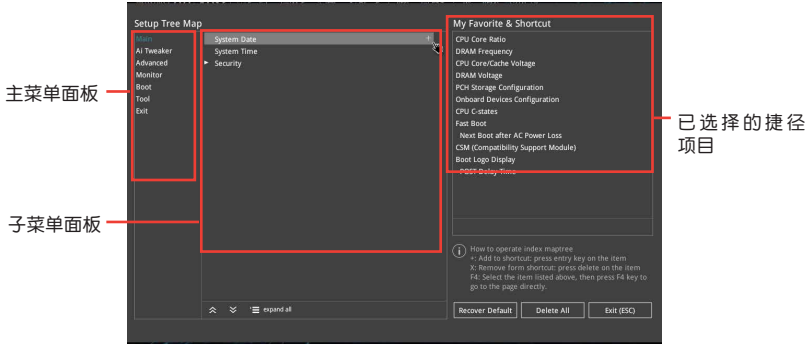 Setup Tree Map
Main
Ai Tweaker
Advanced
Monitor
Boot
Tool
Exit
System Date +
System Time
Security
expand all
My Favorite & Shortcut
CPU Core Ratio
DRAM Frequency
CPU Core/Cache Voltage
DRAM Voltage
PCH Storage Configuration
Onboard Devices Configuration
CPU C-states
Fast Boot
Next Boot after AC Power Loss
CSM (Compatibility Support Module)
Boot Logo Display
POST Delay Time
How to operate index maptree
+: Add to shortcut: press entry key on the item
X: Remove form shortcut: press delete on the item
F4: Select the item listed above, then press F4 key to
go to the page directly.
Recover Default
Delete All
Exit (ESC)
主菜单面板
子菜单面板
已选择的捷径
项目